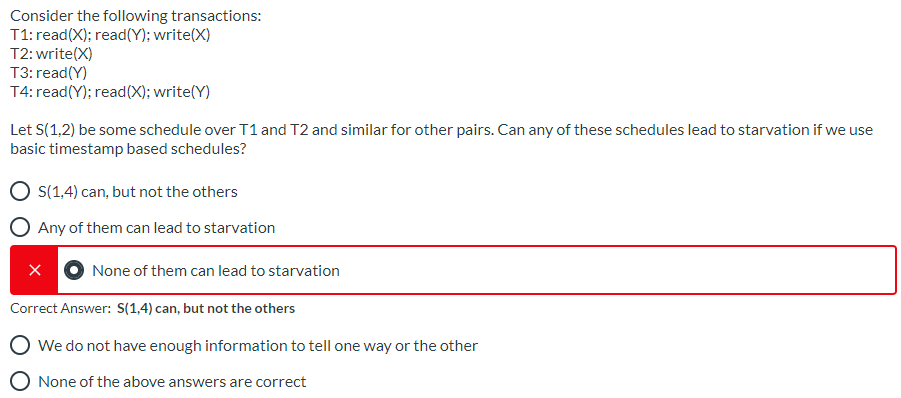 Consider the following transactions:
T1: read(X); read(Y); write(X)
T2: write(X)
T3: read(Y)
T4: read(Y); read(X); write(Y)
Let S(1,2) be some schedule over T1 and T2 and similar for other pairs. Can any of these schedules lead to starvation if we use
basic timestamp based schedules?
S(1,4) can, but not the others
Any of them can lead to starvation
None of them can lead to starvation
Correct Answer: S(1,4) can, but not the others
We do not have enough information to tell one way or the other
None of the above answers are correct